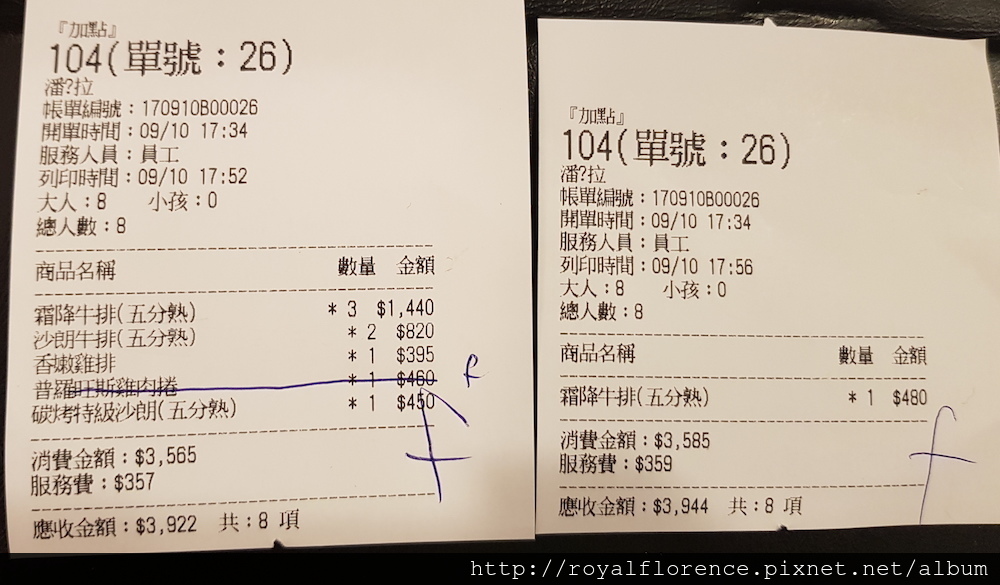 『加點』
104(單號：26)
潘?拉
帳單編號：170910B00026
開單時間：09/10 17:34
服務人員：員工
列印時間：09/10 17:52
大人：8 小孩：0
總人數：8
商品名稱 數量 金額
霜降牛排(五分熟) * 3 $1,440
沙朗牛排(五分熟) * 2 $820
香嫩雞排 * 1 $395
普羅旺斯雞肉捲 * 1 $460
碳烤特級沙朗(五分熟) * 1 $450
消費金額：$3,565
服務費：$357
應收金額：$3,922 共：8 項
『加點』
104(單號：26)
潘?拉
帳單編號：170910B00026
開單時間：09/10 17:34
服務人員：員工
列印時間：09/10 17:56
大人：8 小孩：0
總人數：8
商品名稱 數量 金額
霜降牛排(五分熟) * 1 $480
消費金額：$3,585
服務費：$359
應收金額：$3,944 共：8 項
http://royalflorence.pixnet.net/album